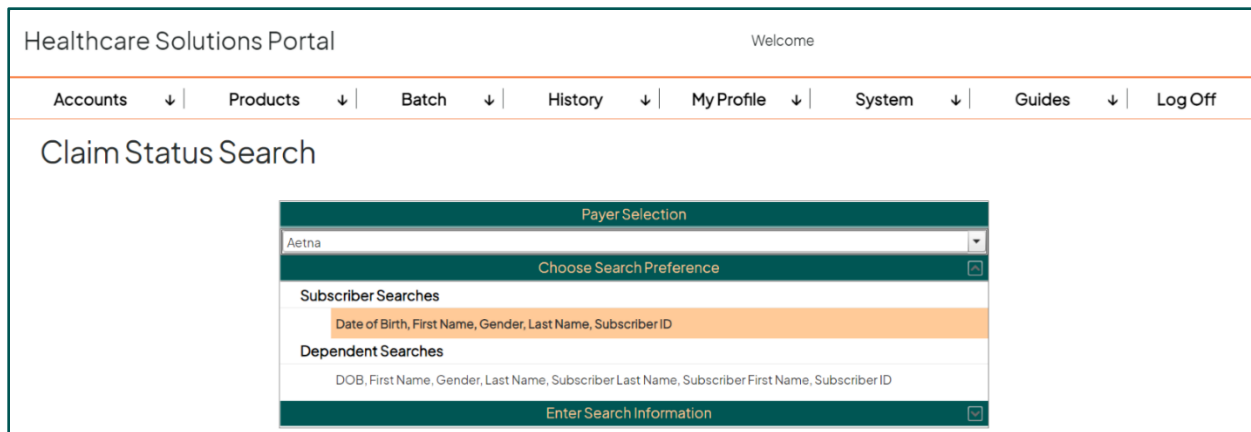 Healthcare Solutions Portal Welcome
Accounts Products Batch History My Profile System Guides Log Off
Claim Status Search
Payer Selection
Aetna
Choose Search Preference
Subscriber Searches
Date of Birth, First Name, Gender, Last Name, Subscriber ID
Dependent Searches
DOB, First Name, Gender, Last Name, Subscriber Last Name, Subscriber First Name, Subscriber ID
Enter Search Information